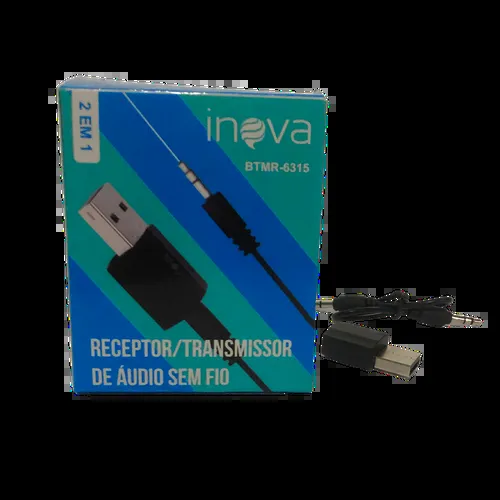 2 EM 1
inova
BTMR-6315
RECEPTOR/TRANSMISSOR
DE ÁUDIO SEM FIO